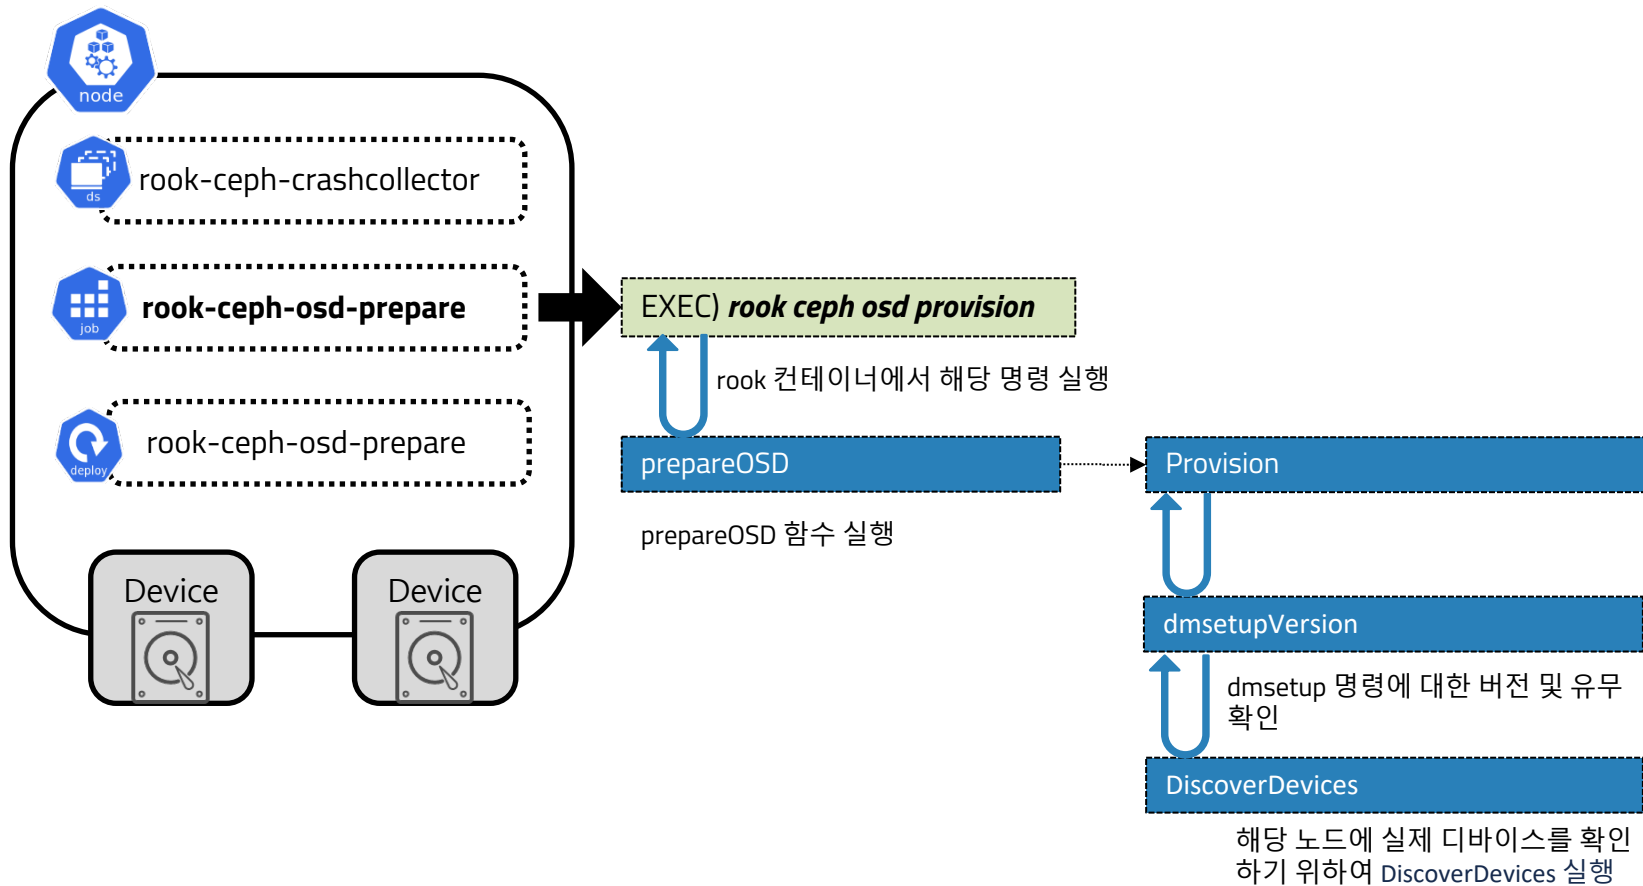 node
ds
rook-ceph-crashcollector
job
rook-ceph-osd-prepare
deploy
rook-ceph-osd-prepare
Device
Device
EXEC) rook ceph osd provision
rook 컨테이너에서 해당 명령 실행
prepareOSD
prepareOSD 함수 실행
Provision
dmsetupVersion
dmsetup 명령에 대한 버전 및 유무
확인
DiscoverDevices
해당 노드에 실제 디바이스를 확인
하기 위하여 DiscoverDevices 실행